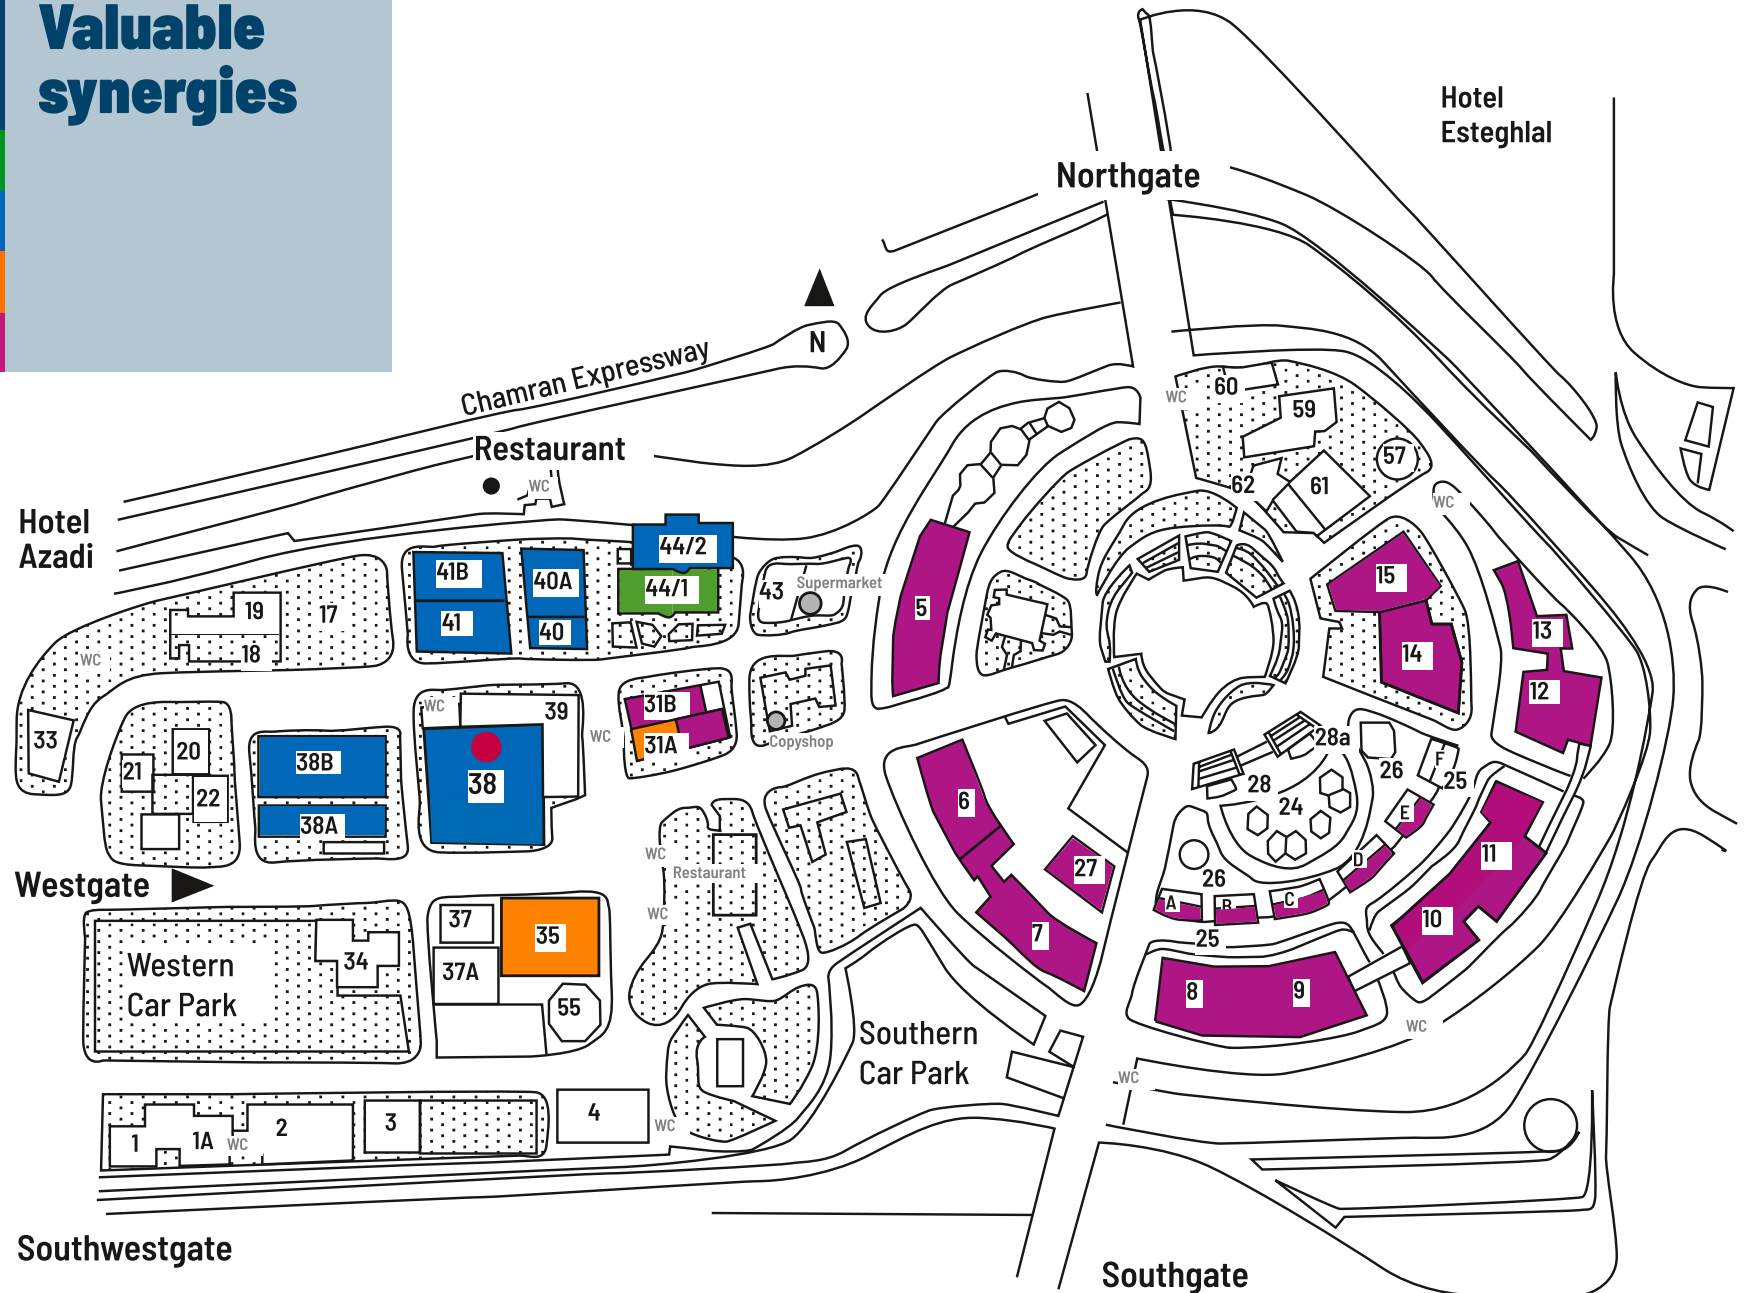 Valuable
synergies
Hotel
Esteghlal
Northgate
N
Chamran Expressway
Restaurant
WC
Hotel
Azadi
WC
60
59
57
62
61
WC
44/2
41B
40A
44/1
43
Supermarket
41
40
19
17
18
WC
5
15
14
13
12
33
20
21
22
38B
38A
WC
39
38
WC
31B
31A
Copyshop
28a
28
24
26
F
25
E
D
26
A
B
C
25
6
27
7
11
10
8
9
WC
Westgate
WC
Restaurant
WC
Western
Car Park
34
37
35
37A
55
Southern
Car Park
WC
1
1A
WC
2
3
4
WC
Southwestgate
Southgate